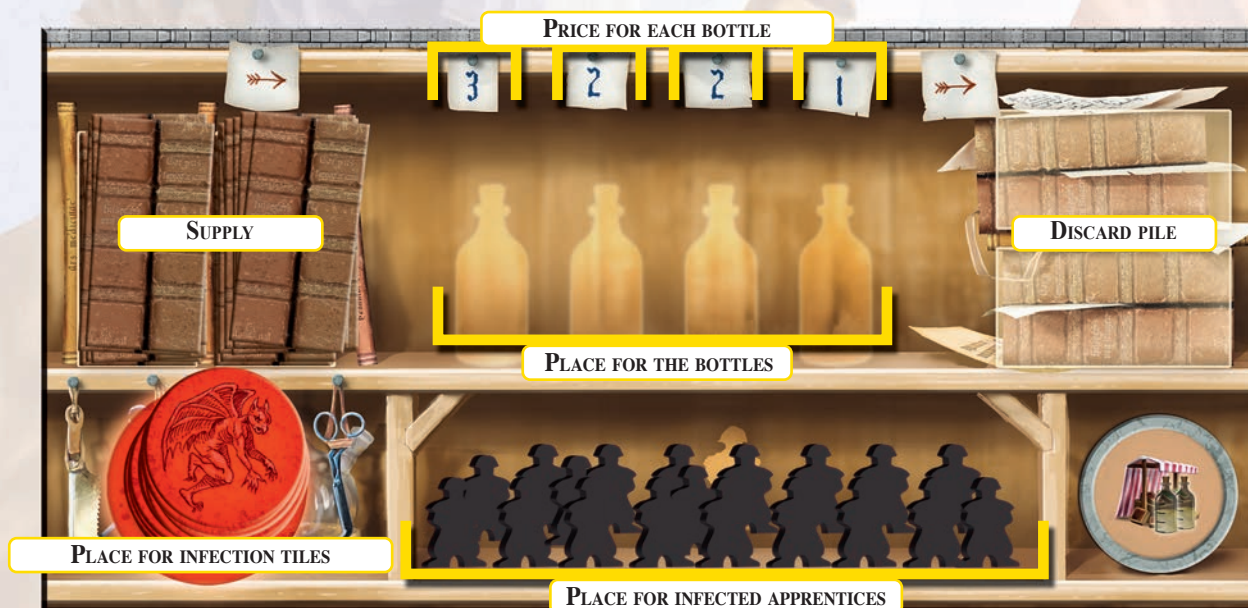 PRICE FOR EACH BOTTLE
3 2 2 1
SUPPLY
DISCARD PILE
PLACE FOR THE BOTTLES
PLACE FOR INFECTION TILES
PLACE FOR INFECTED APPRENTICES